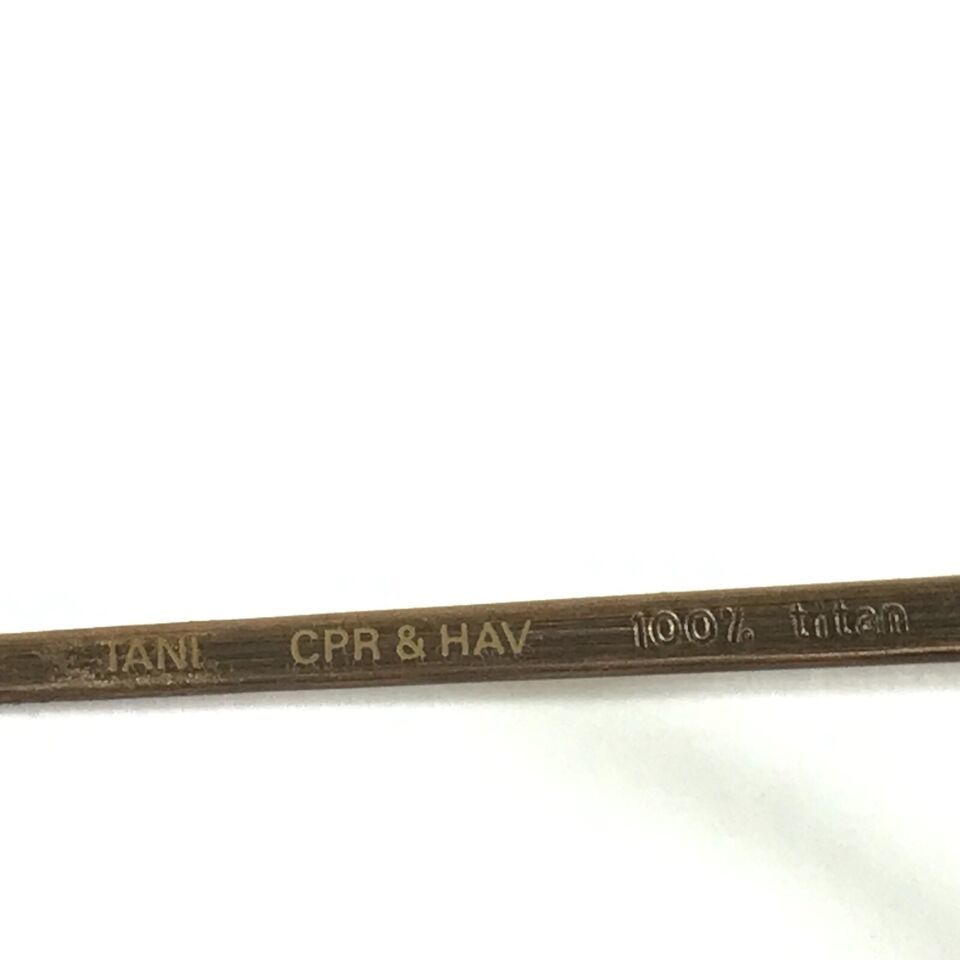 TANI CPR & HAV 100% titan